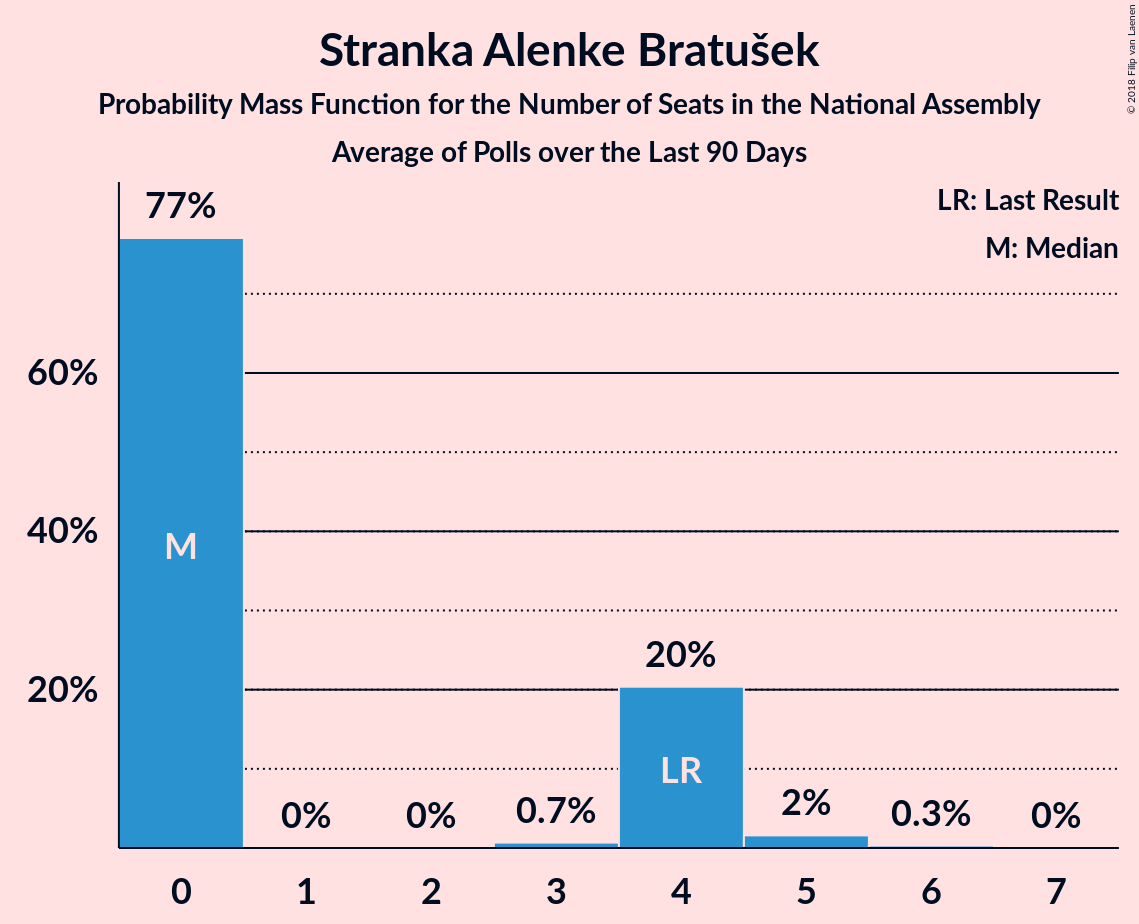 Stranka Alenke Bratušek
Probability Mass Function for the Number of Seats in the National Assembly
Average of Polls over the Last 90 Days
© 2018 Filip van Laenen
LR: Last Result
M: Median
77%
60%
40%
20%
M
0%
0%
0.7%
20%
LR
2%
0.3%
0%
0 1 2 3 4 5 6 7